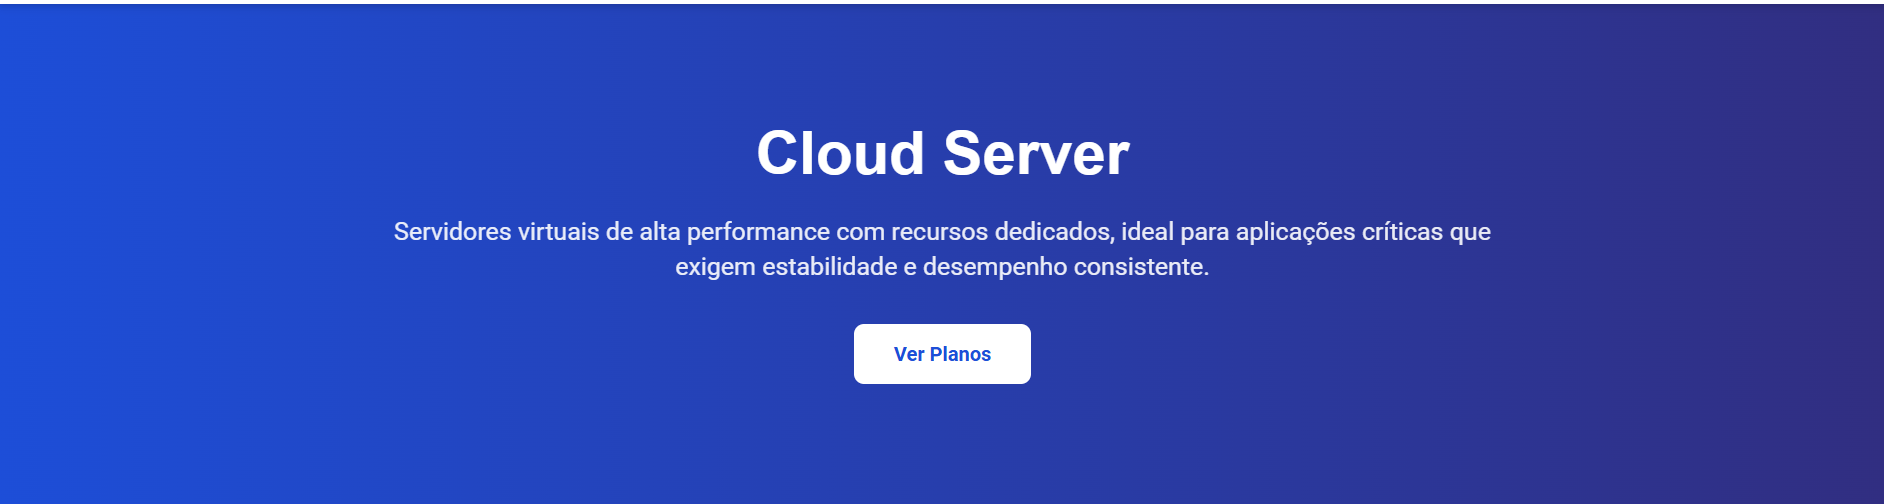 Cloud Server
Servidores virtuais de alta performance com recursos dedicados, ideal para aplicações críticas que
exigem estabilidade e desempenho consistente.
Ver Planos